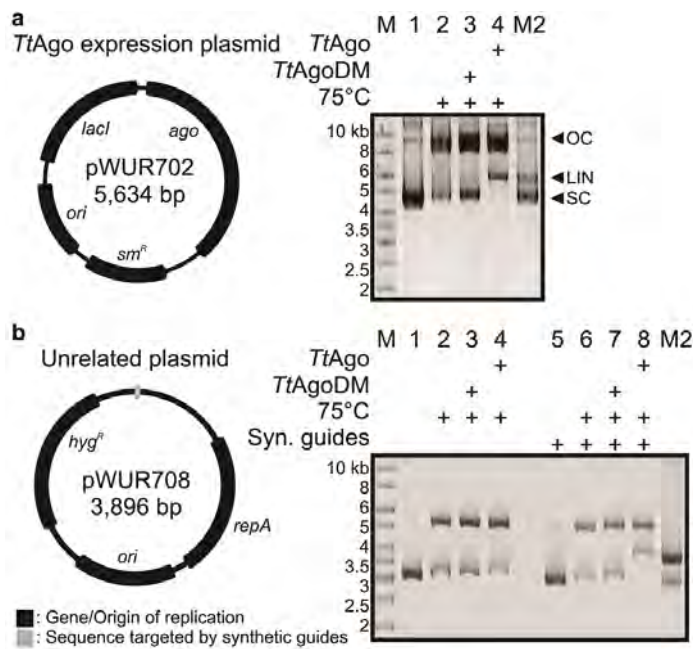 a
TtAgo expression plasmid
lacI
ago
pWUR702
5,634 bp
ori
smR
M 1 2 3 4 M2
TtAgo +
TtAgoDM +
75°C + + +
10 kb
8
6
5
4
3.5
3
2.5
2
OC
LIN
SC
b
Unrelated plasmid
hygR
pWUR708
3,896 bp
repA
ori
■: Gene/Origin of replication
■: Sequence targeted by synthetic guides
M 1 2 3 4 5 6 7 8 M2
TtAgo + +
TtAgoDM + +
75°C + + + + + +
Syn. guides + + + +
10 kb
8
6
5
4
3.5
3
2.5
2